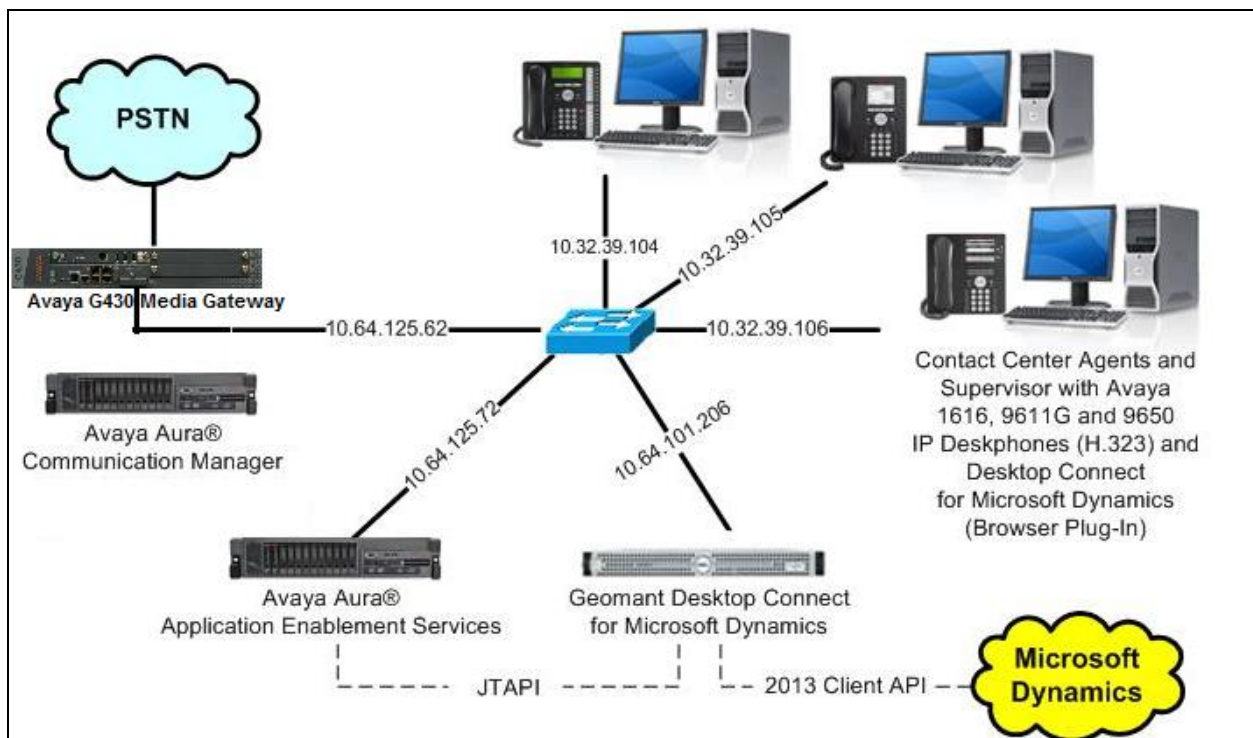 PSTN
Avaya G430 Media Gateway
10.32.39.104
10.32.39.105
10.64.125.62
10.32.39.106
Contact Center Agents and
Supervisor with Avaya
1616, 9611G and 9650
IP Deskphones (H.323) and
Desktop Connect
for Microsoft Dynamics
(Browser Plug-In)
Avaya Aura®
Communication Manager
10.64.125.72
10.64.101.206
Avaya Aura®
Application Enablement Services
Geomant Desktop Connect
for Microsoft Dynamics
JTAPI
2013 Client API
Microsoft
Dynamics